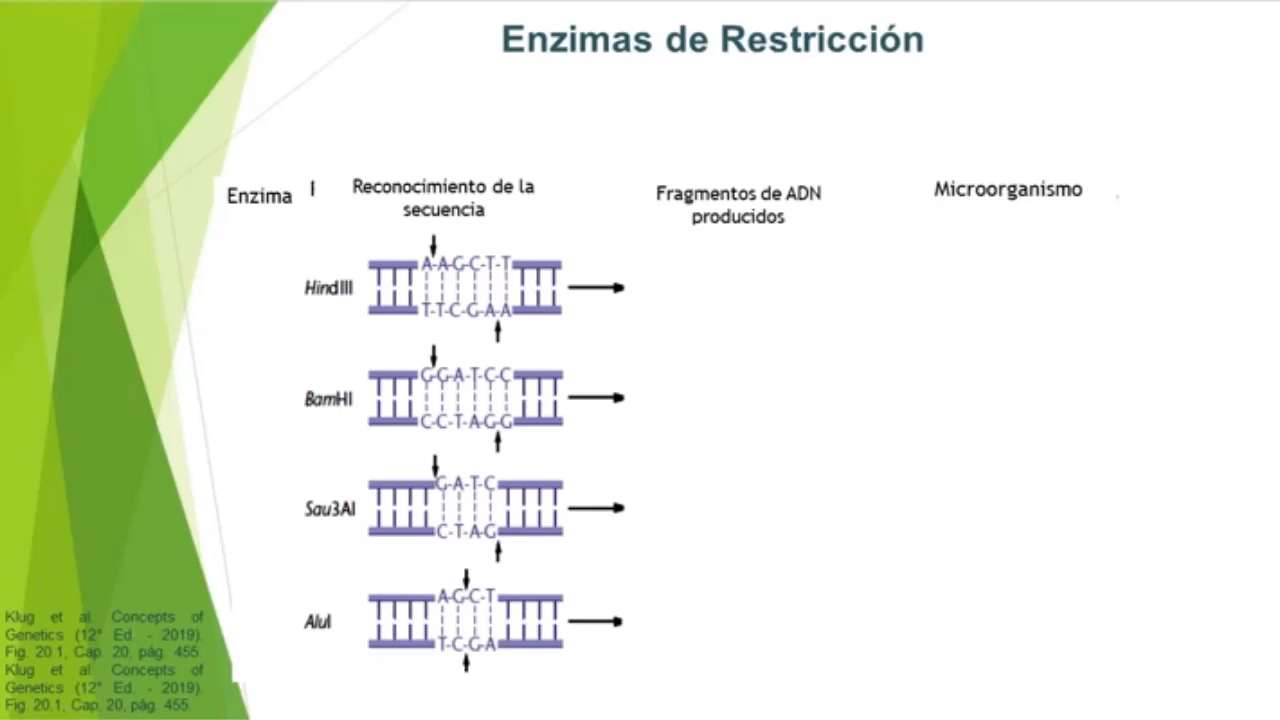 Enzimas de Restricción
Enzima
Reconocimiento de la
secuencia
Fragmentos de ADN
producidos
Microorganismo
HindIII
A-A-G-C-T-T
T-T-C-G-A-A
BamHI
G-G-A-T-C-C
C-C-T-A-G-G
Sau3AI
G-A-T-C
C-T-A-G
AluI
A-G-C-T
T-C-G-A
Klug et al. Concepts of
Genetics (12° Ed. - 2019).
Fig. 20.1, Cap. 20, pág. 455.
Klug et al. Concepts of
Genetics (12° Ed. - 2019).
Fig. 20.1, Cap. 20, pág. 455.